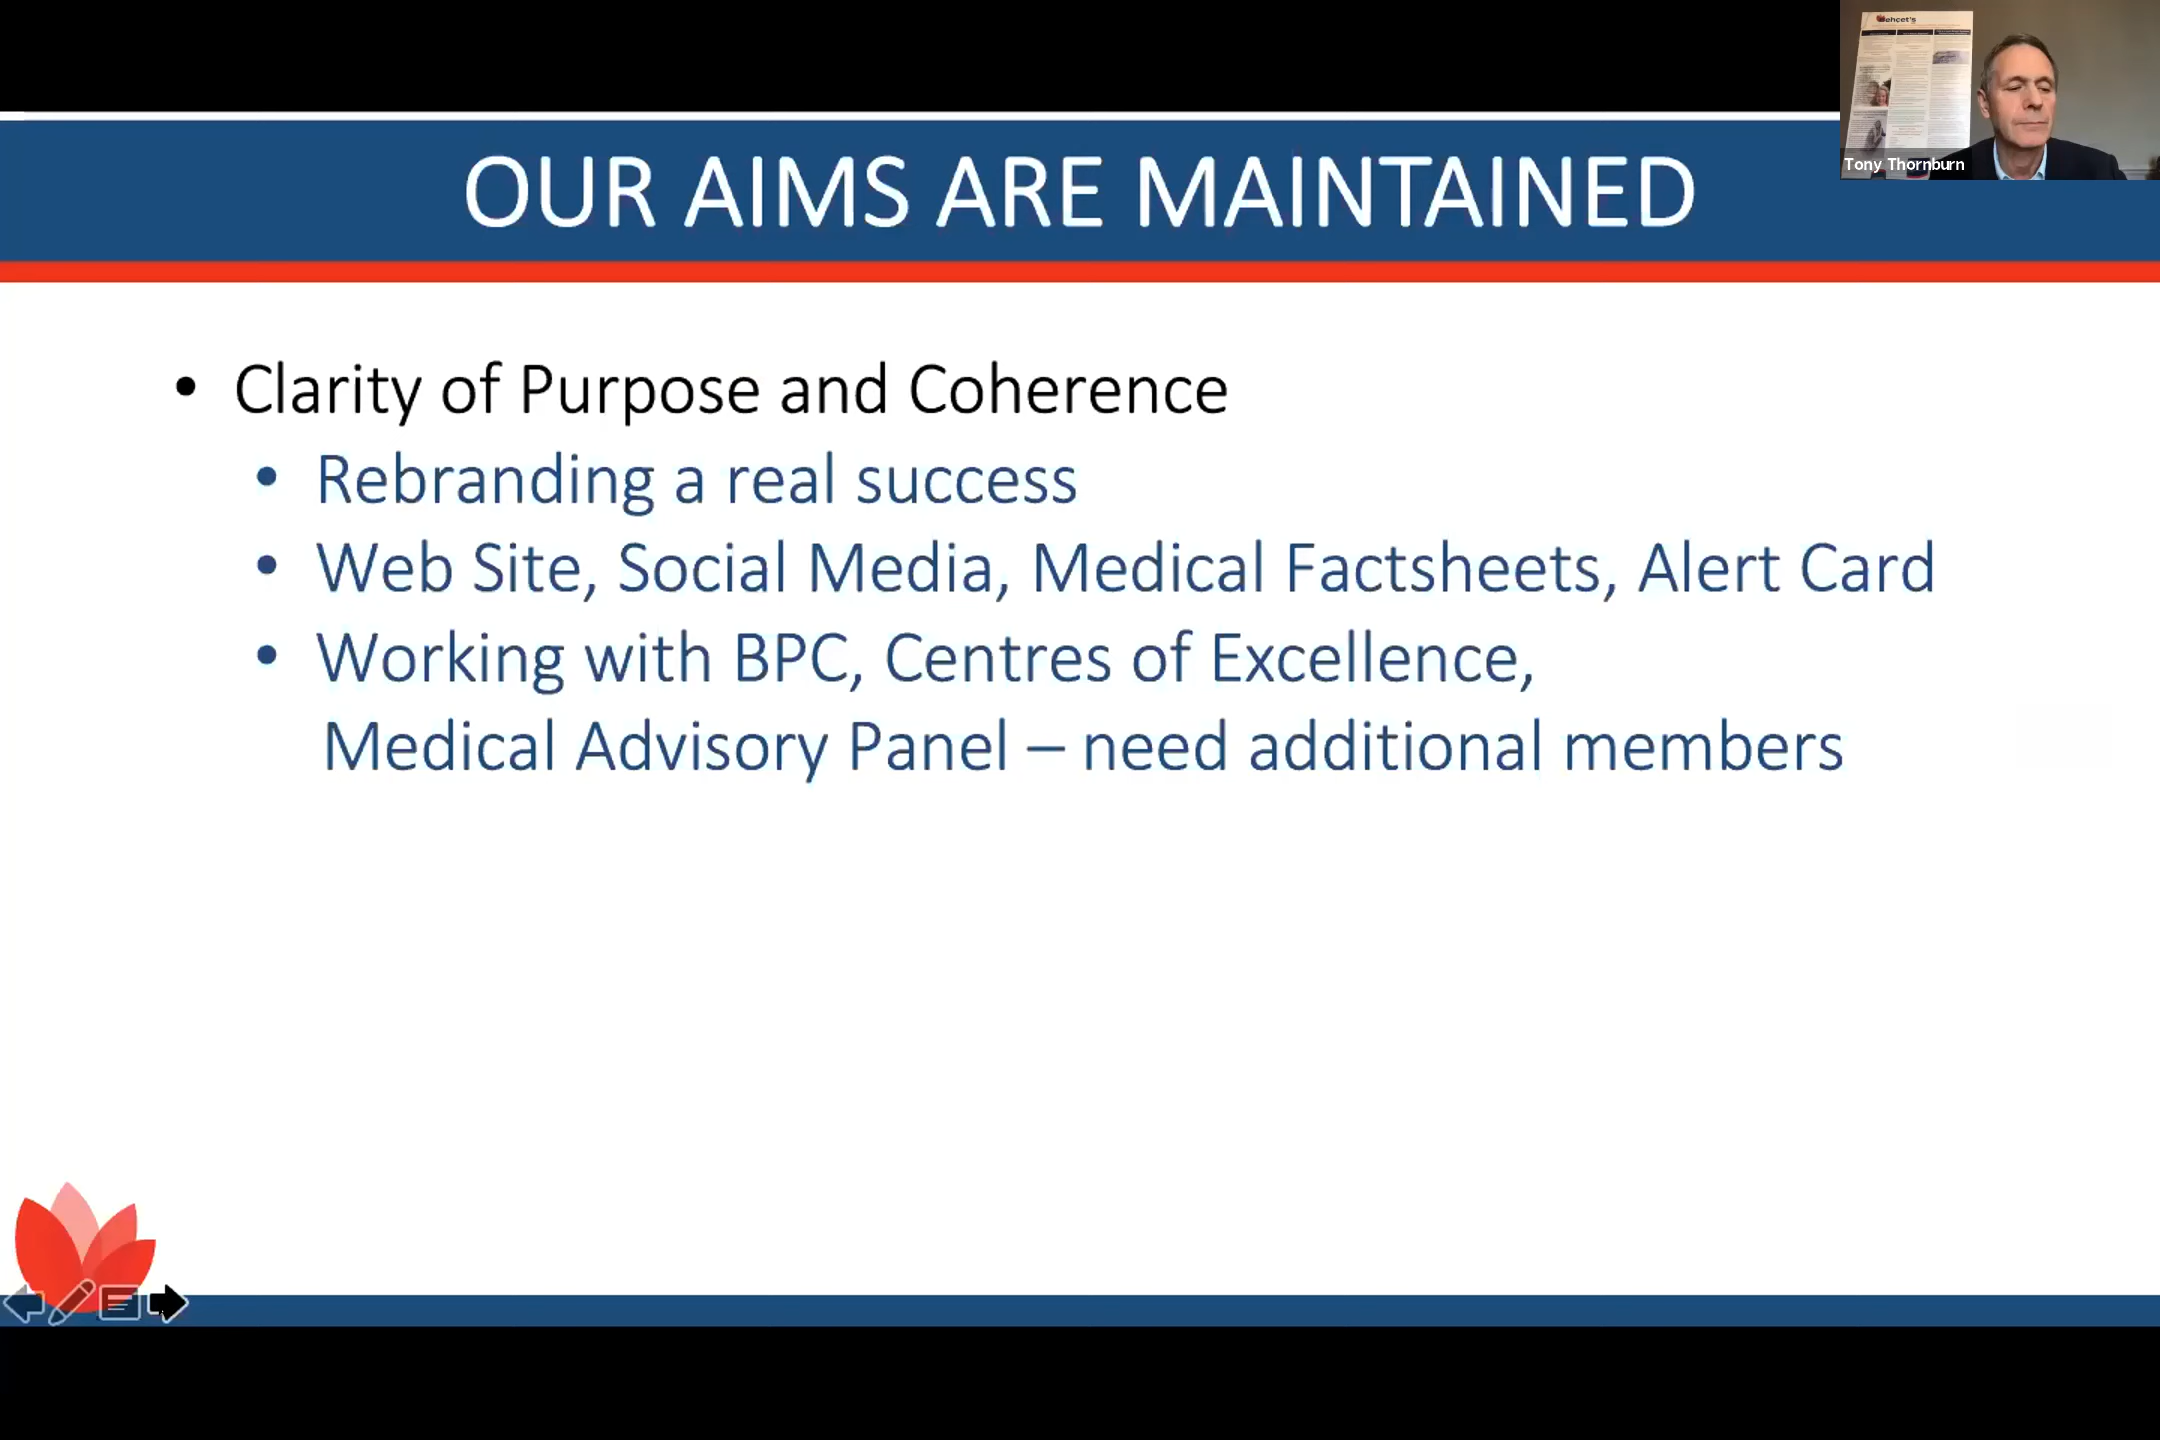 ehcet's
Tony Thornburn
OUR AIMS ARE MAINTAINED
• Clarity of Purpose and Coherence
• Rebranding a real success
• Web Site, Social Media, Medical Factsheets, Alert Card
• Working with BPC, Centres of Excellence,
Medical Advisory Panel – need additional members